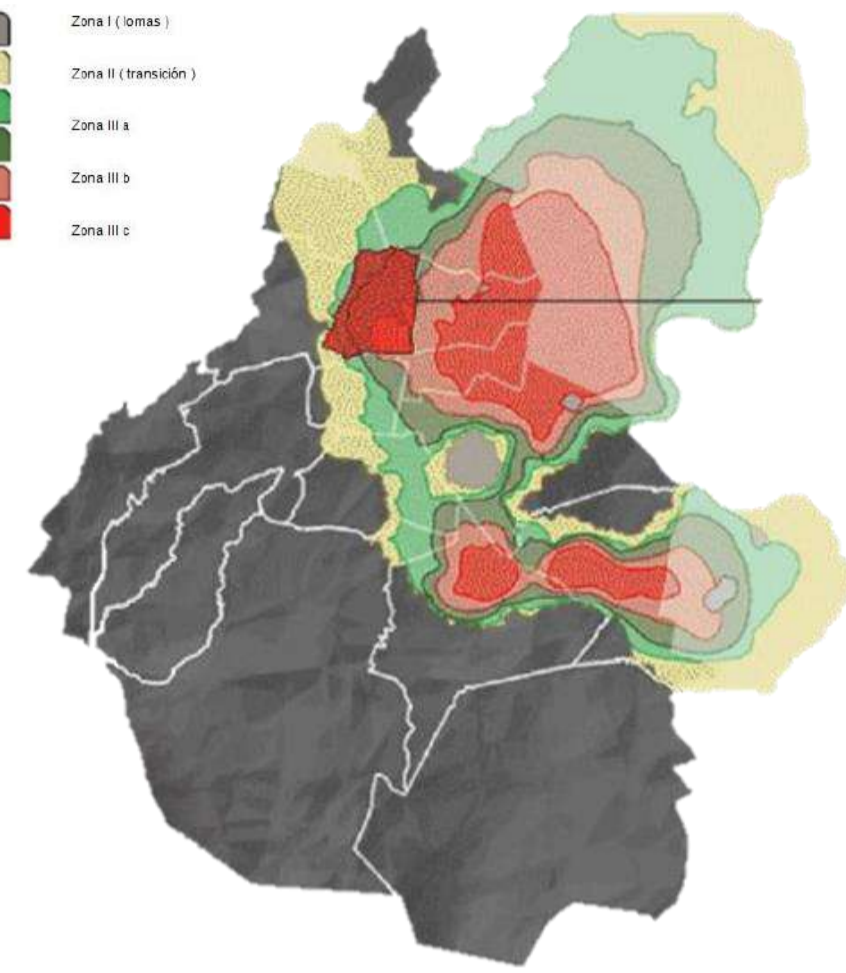 Zona I ( lomas )
Zona II ( transición )
Zona III a
Zona III b
Zona III c